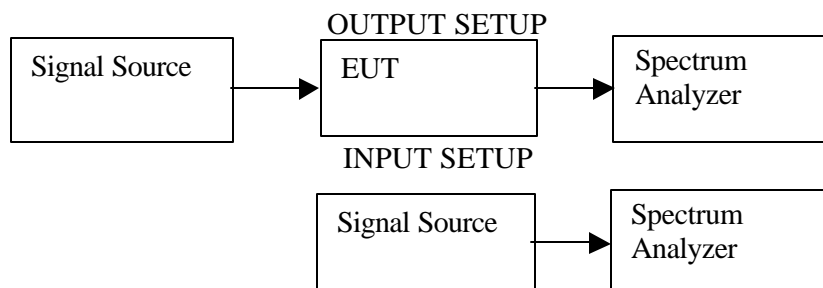 OUTPUT SETUP
Signal Source
EUT
Spectrum
Analyzer
INPUT SETUP
Signal Source
Spectrum
Analyzer